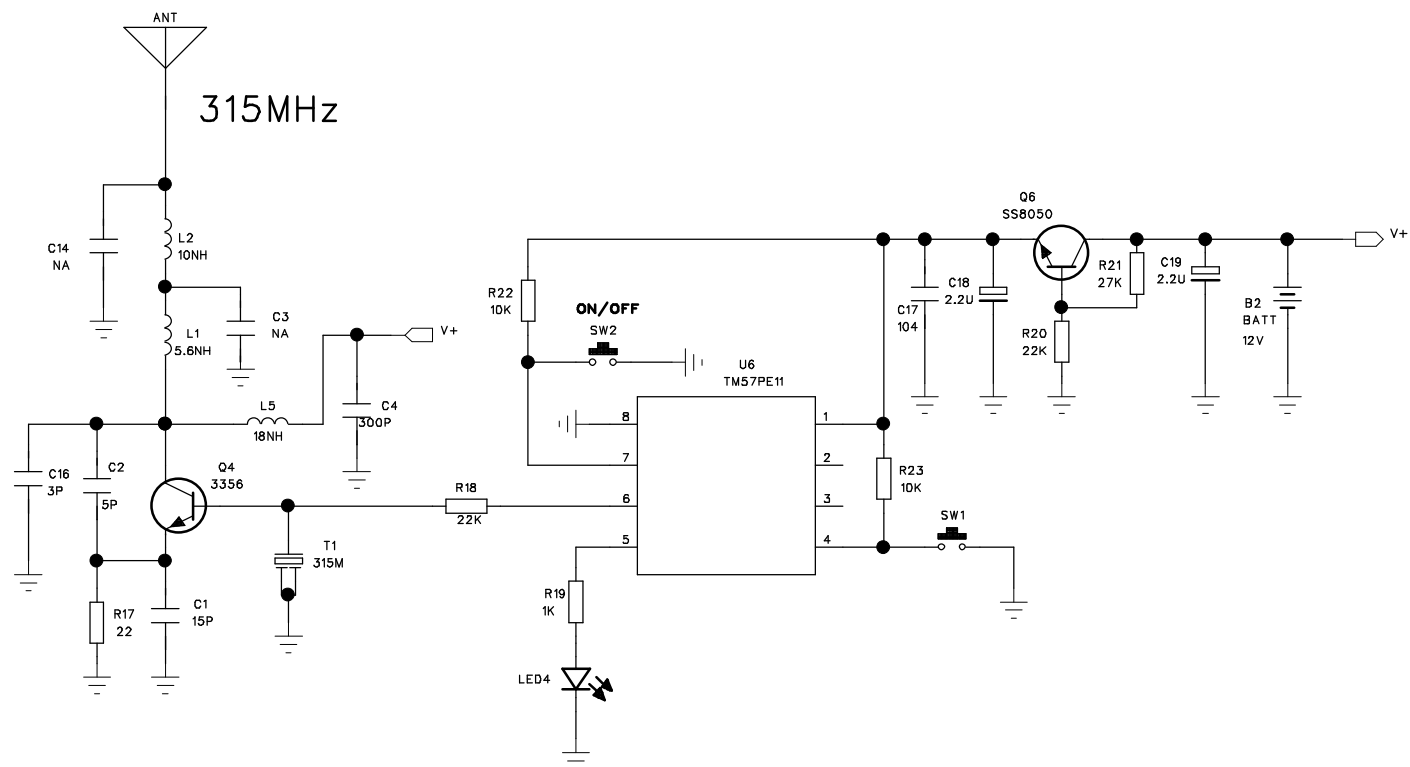 ANT
315MHz
Q6
SS8050
V+
C14
NA
L2
10NH
R21
27K
C19
2.2U
C18
2.2U
R22
10K
ON/OFF
SW2
C17
104
B2
BATT
12V
C3
NA
L1
5.6NH
V+
R20
22K
U6
TM57PE11
L5
18NH
C4
300P
8
1
7
2
6
3
5
4
C16
3P
C2
5P
Q4
3356
R18
22K
R23
10K
SW1
T1
315M
R17
22
C1
15P
R19
1K
LED4